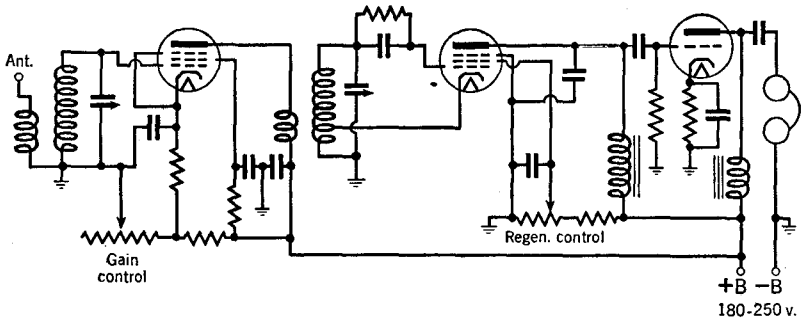 Ant.
Gain
control
Regen. control
+B -B
180-250 v.